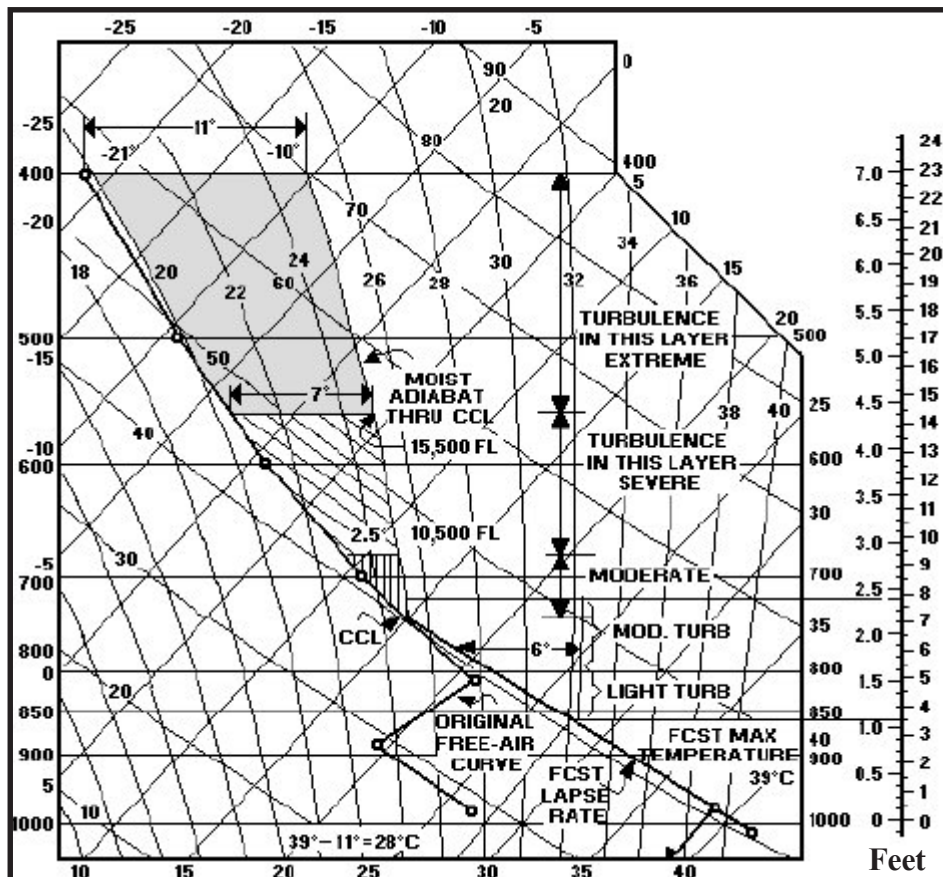 -25 -20 -15 -10 -5
90
0
20
-25 11° 80
-21° -10°
400 400 7.0 24
5 23
-20 70 6.5 22
10 21
34 20
24 30 6.0 19
18 20 22 60 26 28 32 36 15 18
20
500 TURBULENCE IN THIS LAYER EXTREME 500 5.5 17
-15 50 5.0 16
7° MOIST ADIABAT THRU CCL 38 40 4.5 15
25 14
15,500 FL
40 TURBULENCE IN THIS LAYER SEVERE 4.0 13
-10
600 600 12
3.5 11
2.5° 10,500 FL 30 3.0 10
30 9
-5
700 MODERATE 700 2.5 8
CCL MOD. TURB 35 2.0 7
6° 6
800 800
0 LIGHT TURB 1.5 5
20 850 850 4
ORIGINAL FREE-AIR CURVE FCST MAX TEMPERATURE 39°C 1.0 3
40
900 900
5 FCST LAPSE RATE 0.5 2
10 1
1000 39°-11°=28°C 1000 0 0
10 15 20 25 30 35 40 Feet